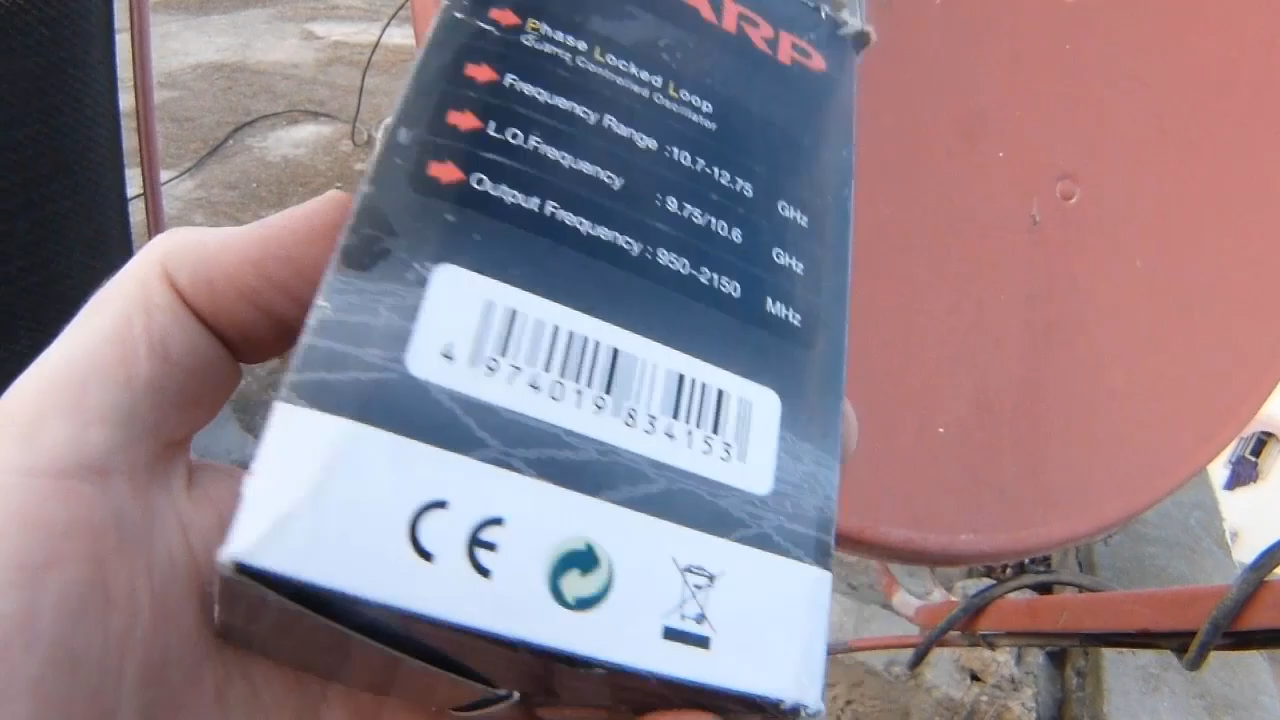 ARP
Phase Locked Loop
Quartz Controlled Oscillator
Frequency Range :10.7-12.75 GHz
L.O.Frequency : 9.75/10.6 GHz
Output Frequency : 950-2150 MHz
4 974019 834153
CE